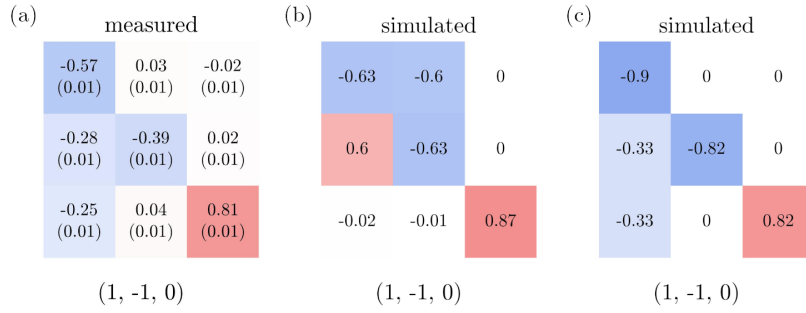 (a)
measured
-0.57 0.03 -0.02
(0.01) (0.01) (0.01)
-0.28 -0.39 0.02
(0.01) (0.01) (0.01)
-0.25 0.04 0.81
(0.01) (0.01) (0.01)
(1, -1, 0)
(b)
simulated
-0.63 -0.6 0
0.6 -0.63 0
-0.02 -0.01 0.87
(1, -1, 0)
(c)
simulated
-0.9 0 0
-0.33 -0.82 0
-0.33 0 0.82
(1, -1, 0)